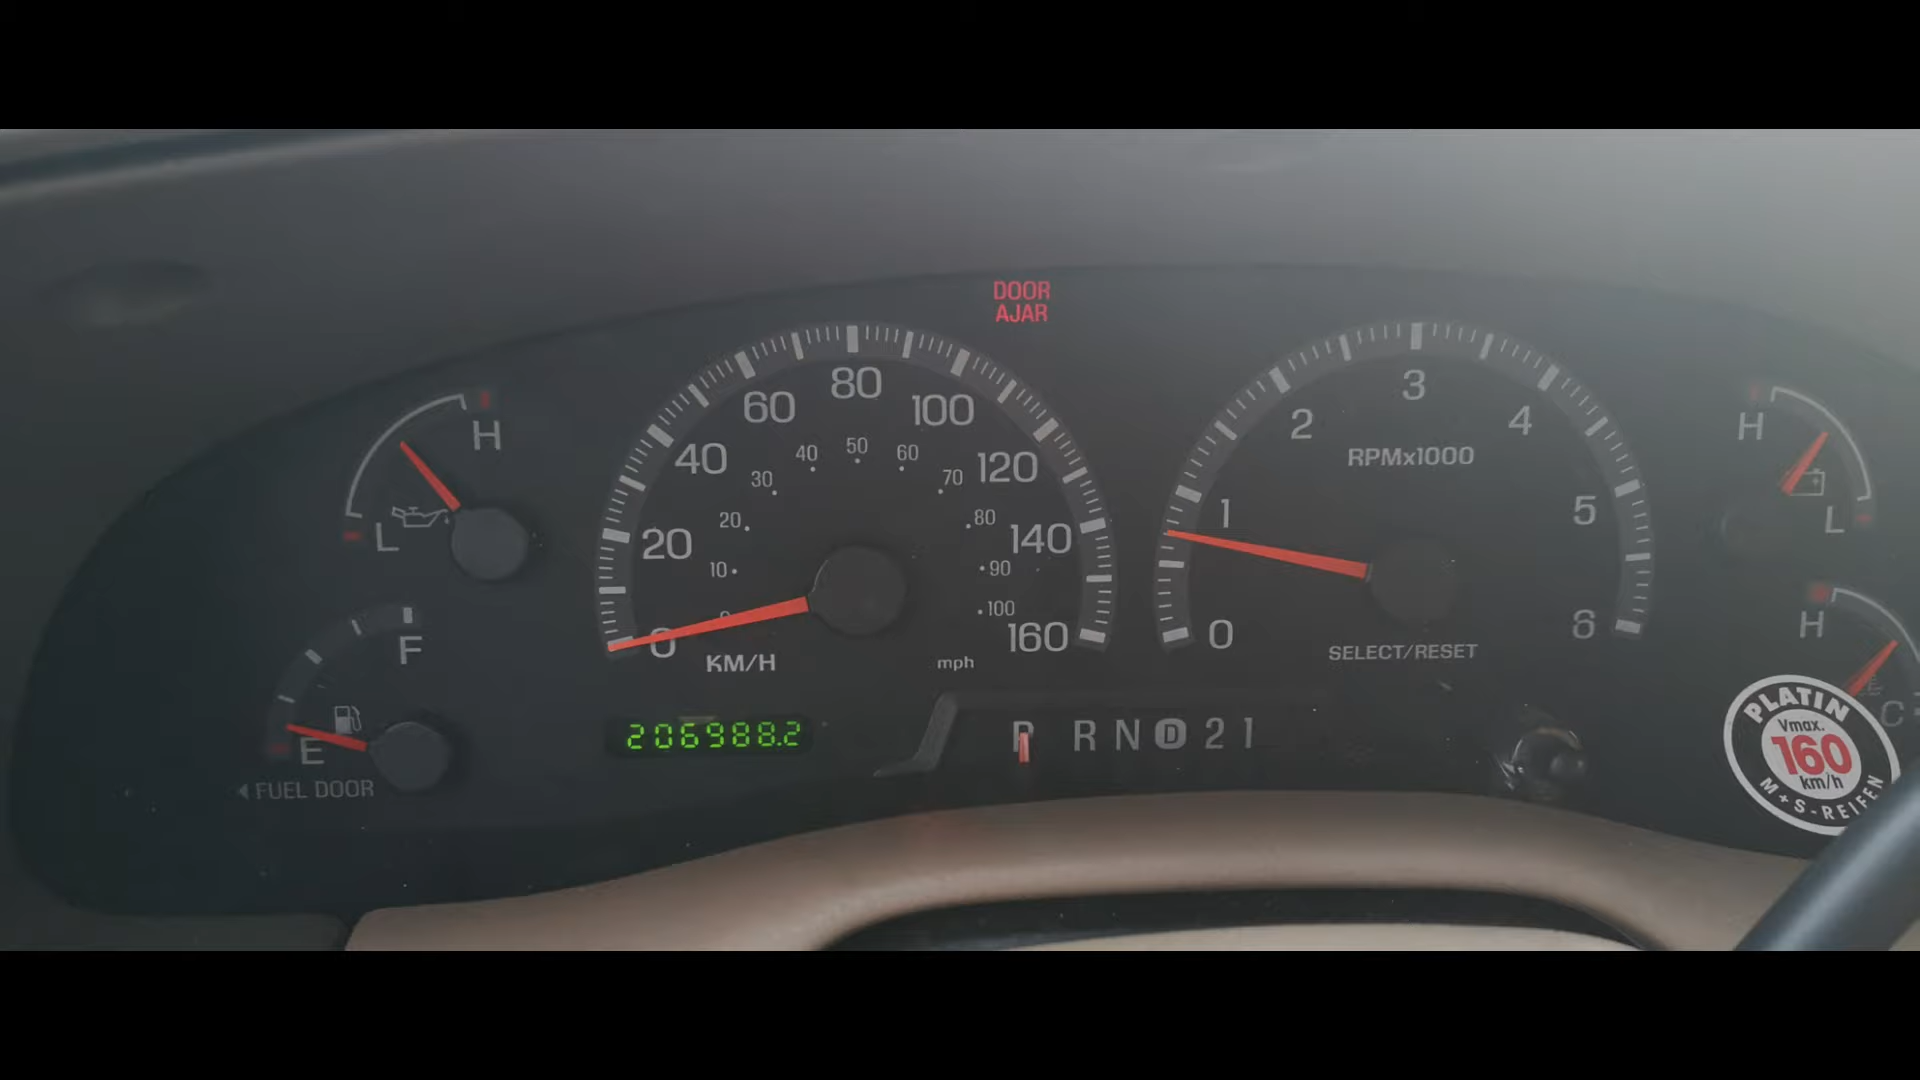 DOOR
AJAR
H
L
F
E
FUEL DOOR
0
20
40
60
80
100
120
140
160
10
20
30
40
50
60
70
80
90
100
KM/H
mph
206988.2
0
1
2
3
4
5
6
RPMx1000
SELECT/RESET
P R N D 2 1
H
L
H
C
PLATIN
Vmax.
160
km/h
M+S-REIFEN